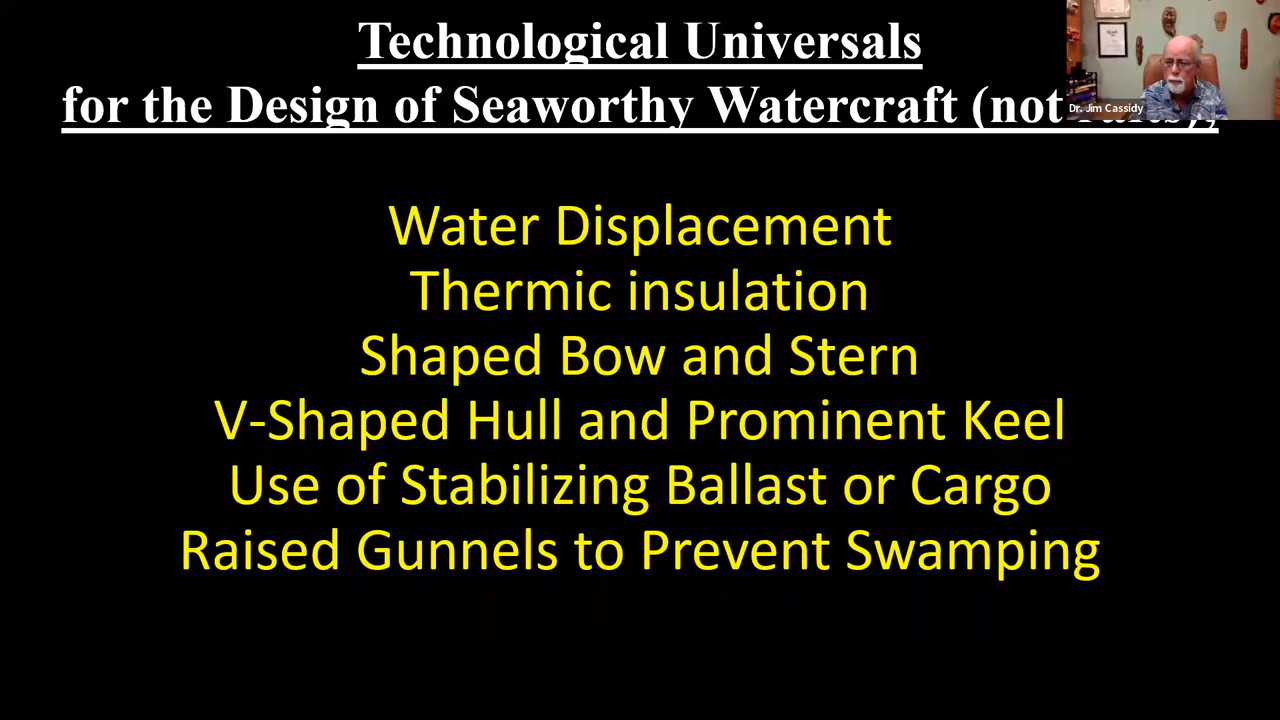 Technological Universals
for the Design of Seaworthy Watercraft (not
Dr. Jim Cassidy
Water Displacement
Thermic insulation
Shaped Bow and Stern
V-Shaped Hull and Prominent Keel
Use of Stabilizing Ballast or Cargo
Raised Gunnels to Prevent Swamping